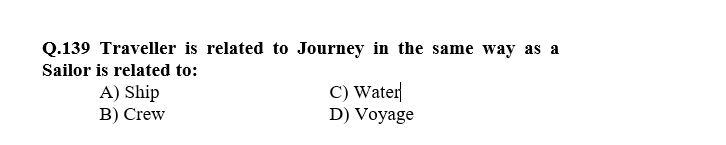 Q.139 Traveller is related to Journey in the same way as a
Sailor is related to:
A) Ship C) Water
B) Crew D) Voyage